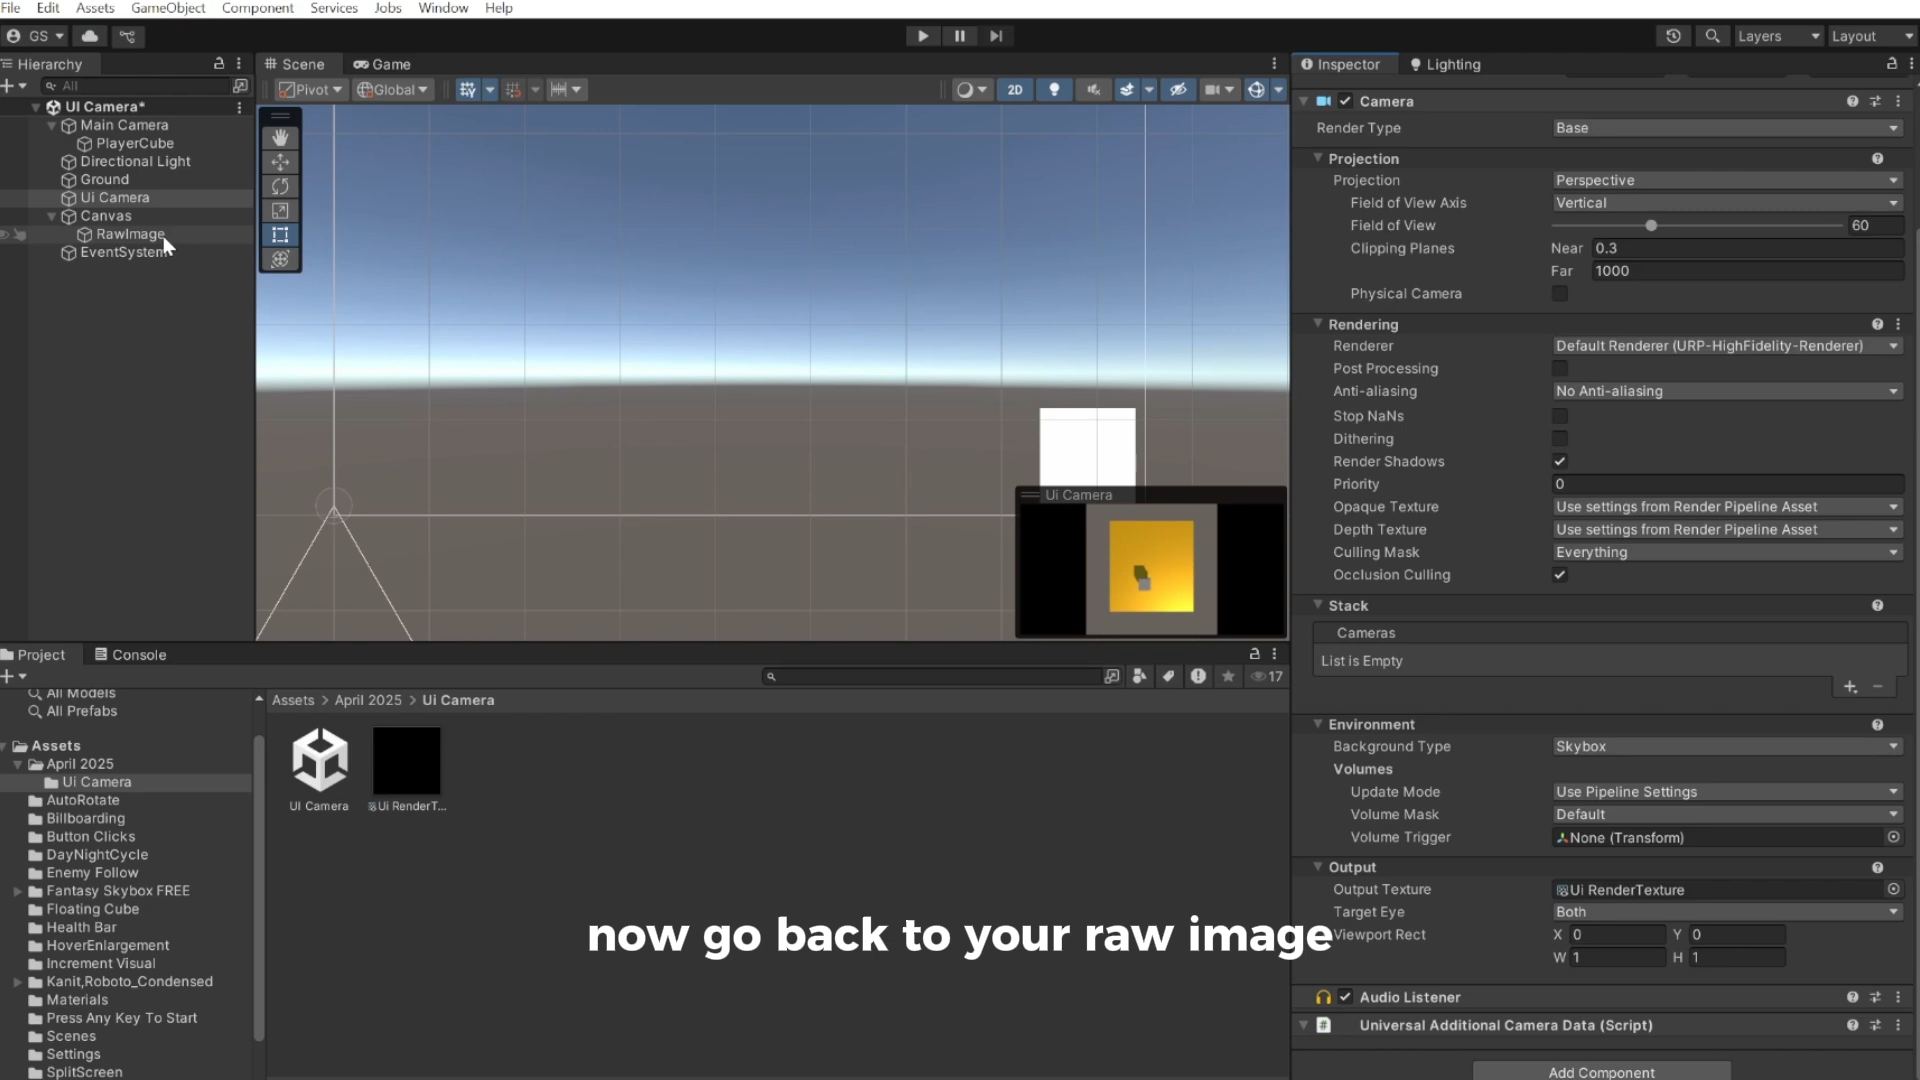 File Edit Assets GameObject Component Services Jobs Window Help
GS Layers Layout
Hierarchy
All
UI Camera*
Main Camera
PlayerCube
Directional Light
Ground
Ui Camera
Canvas
RawImage
EventSystem
Scene Game
Pivot Global 2D
Ui Camera
Inspector Lighting
Camera
Render Type Base
Projection
Projection Perspective
Field of View Axis Vertical
Field of View 60
Clipping Planes Near 0.3
Far 1000
Physical Camera
Rendering
Renderer Default Renderer (URP-HighFidelity-Renderer)
Post Processing
Anti-aliasing No Anti-aliasing
Stop NaNs
Dithering
Render Shadows
Priority 0
Opaque Texture Use settings from Render Pipeline Asset
Depth Texture Use settings from Render Pipeline Asset
Culling Mask Everything
Occlusion Culling
Stack
Cameras
List is Empty
Environment
Background Type Skybox
Volumes
Update Mode Use Pipeline Settings
Volume Mask Default
Volume Trigger None (Transform)
Output
Output Texture Ui RenderTexture
Target Eye Both
Viewport Rect X 0 Y 0
W 1 H 1
Audio Listener
# Universal Additional Camera Data (Script)
Add Component
Project Console
17
All Models
All Prefabs
Assets
April 2025
Ui Camera
AutoRotate
Billboarding
Button Clicks
DayNightCycle
Enemy Follow
Fantasy Skybox FREE
Floating Cube
Health Bar
HoverEnlargement
Increment Visual
Kanit,Roboto_Condensed
Materials
Press Any Key To Start
Scenes
Settings
SplitScreen
Assets > April 2025 > Ui Camera
UI Camera Ui RenderT...
now go back to your raw image